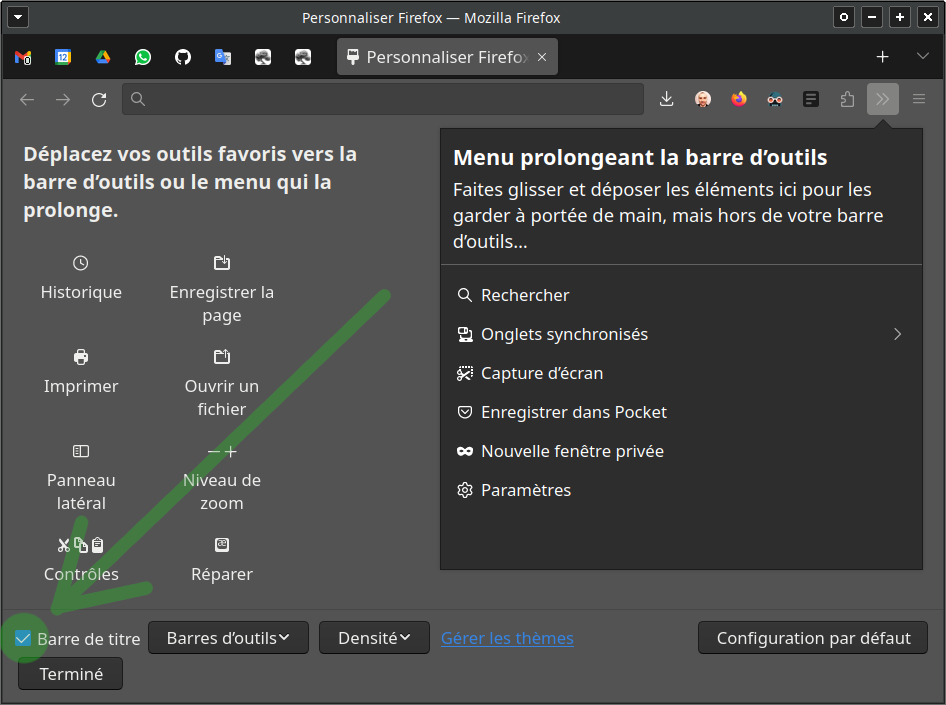 Personnaliser Firefox — Mozilla Firefox
12
Personnaliser Firefo
Déplacez vos outils favoris vers la
barre d’outils ou le menu qui la
prolonge.
Historique
Enregistrer la
page
Imprimer
Ouvrir un
fichier
Panneau
latéral
Niveau de
zoom
Contrôles
Réparer
Menu prolongeant la barre d’outils
Faites glisser et déposer les éléments ici pour les
garder à portée de main, mais hors de votre barre
d’outils…
Rechercher
Onglets synchronisés
Capture d’écran
Enregistrer dans Pocket
Nouvelle fenêtre privée
Paramètres
Barre de titre
Barres d’outils
Densité
Gérer les thèmes
Configuration par défaut
Terminé